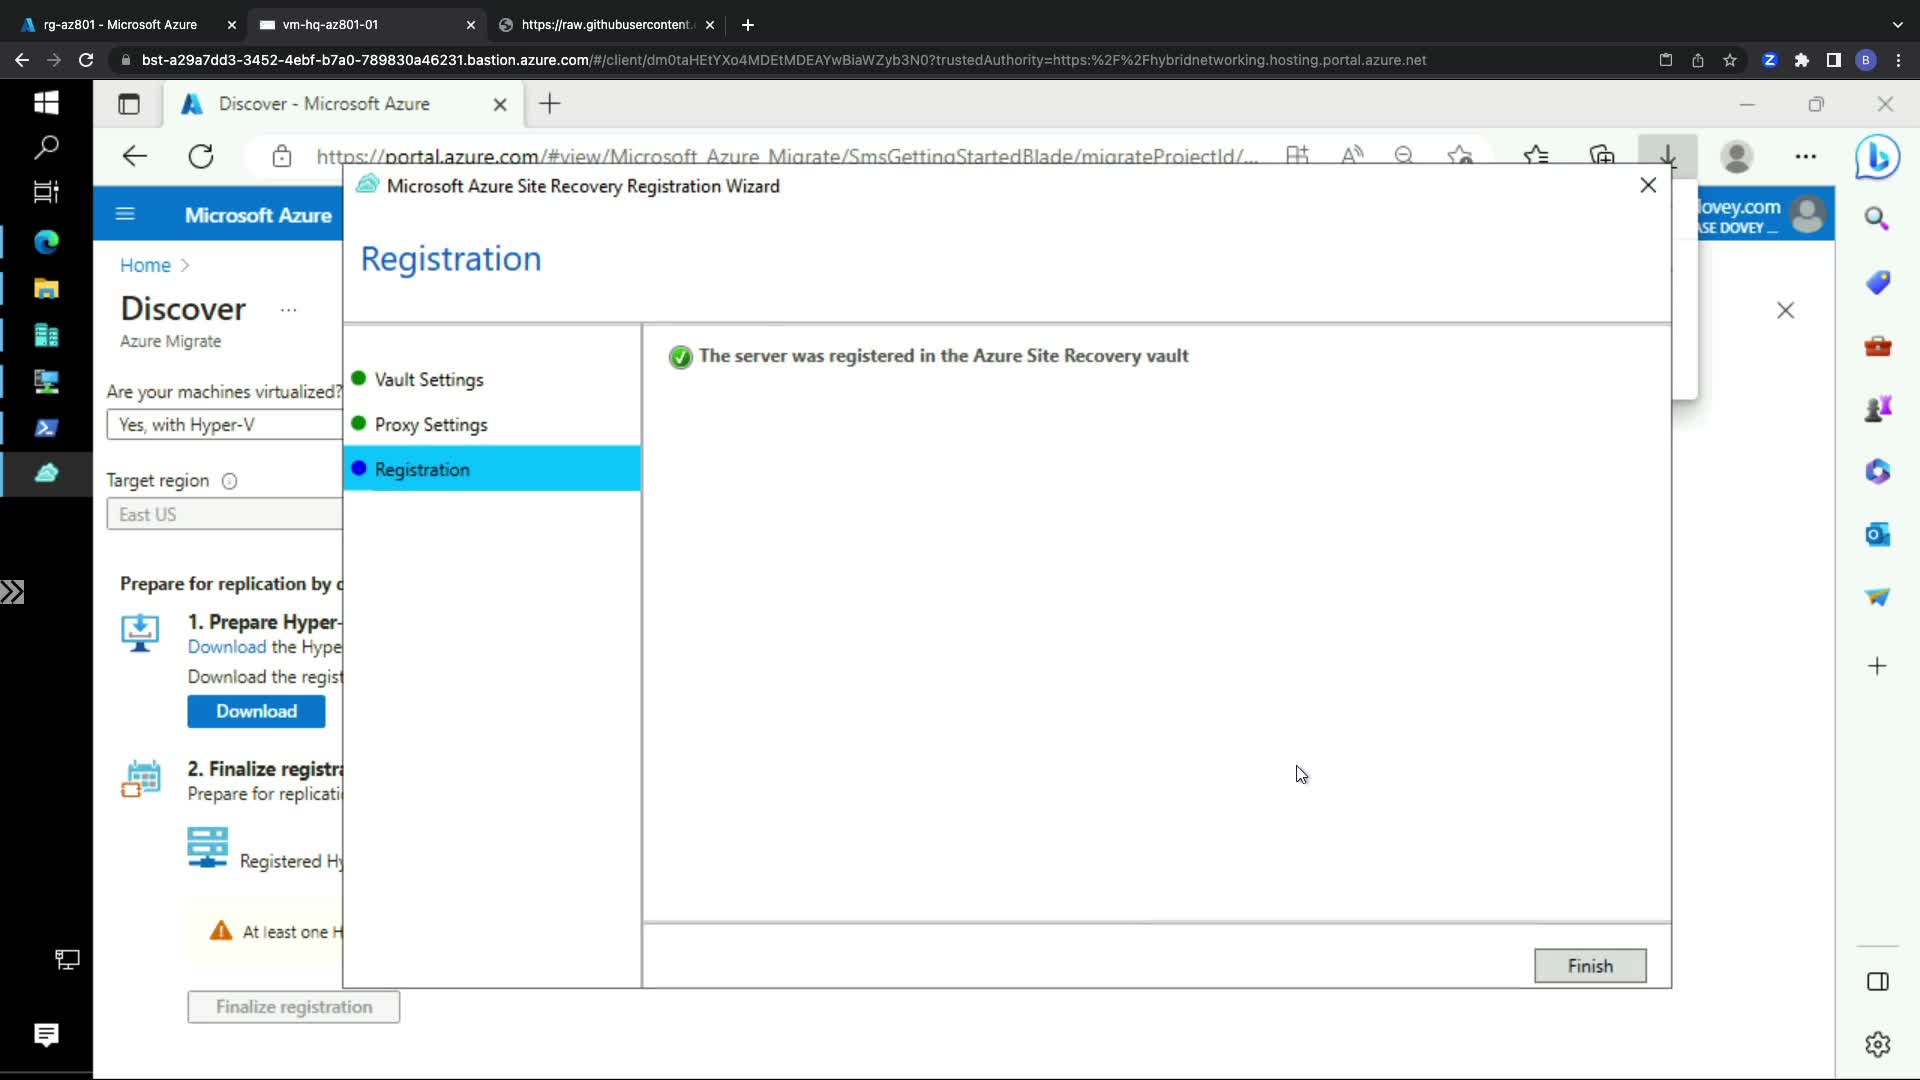 rg-az801 - Microsoft Azure
vm-hq-az801-01
https://raw.githubusercontent.
bst-a29a7dd3-3452-4ebf-b7a0-789830a46231.bastion.azure.com/#/client/dm0taHEtYXo4MDEtMDEAYwBiaWZyb3N0?trustedAuthority=https:%2F%2Fhybridnetworking.hosting.portal.azure.net
B
Discover - Microsoft Azure
https://portal.azure.com/#view/Microsoft_Azure_Migrate/SmsGettingStartedBlade/migrateProjectId/...
Microsoft Azure Site Recovery Registration Wizard
Microsoft Azure
lovey.com
ASE DOVEY ...
Registration
Home >
Discover ...
Azure Migrate
The server was registered in the Azure Site Recovery vault
Vault Settings
Proxy Settings
Registration
Are your machines virtualized?
Yes, with Hyper-V
Target region
East US
Prepare for replication by
1. Prepare Hyper-
Download the Hype
Download the regist
Download
2. Finalize registra
Prepare for replicati
Registered Hy
At least one H
Finish
Finalize registration